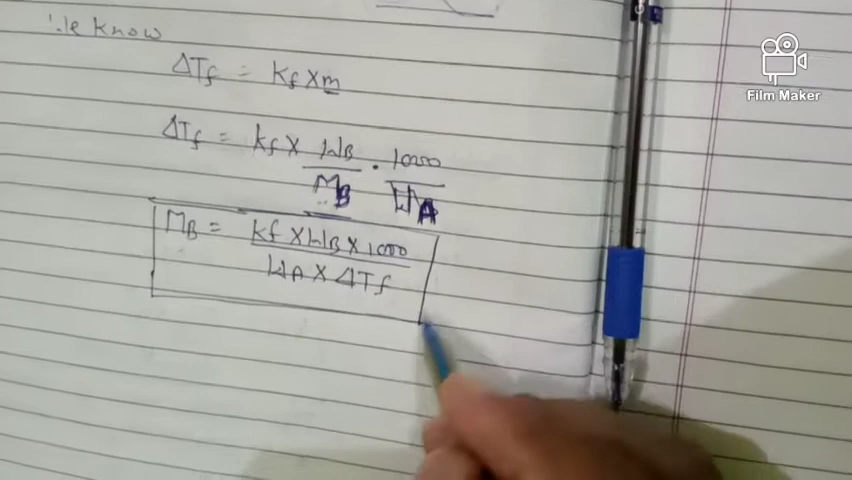 we know
ΔTf = kf × m
ΔTf = kf × WB/MB . 1000/WA
MB = kf × WB × 1000 / WA × ΔTf
Film Maker